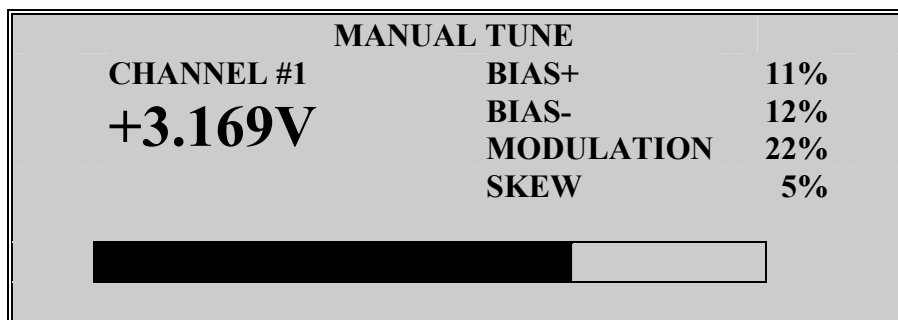 MANUAL TUNE
CHANNEL #1
+3.169V
BIAS+ 11%
BIAS- 12%
MODULATION 22%
SKEW 5%